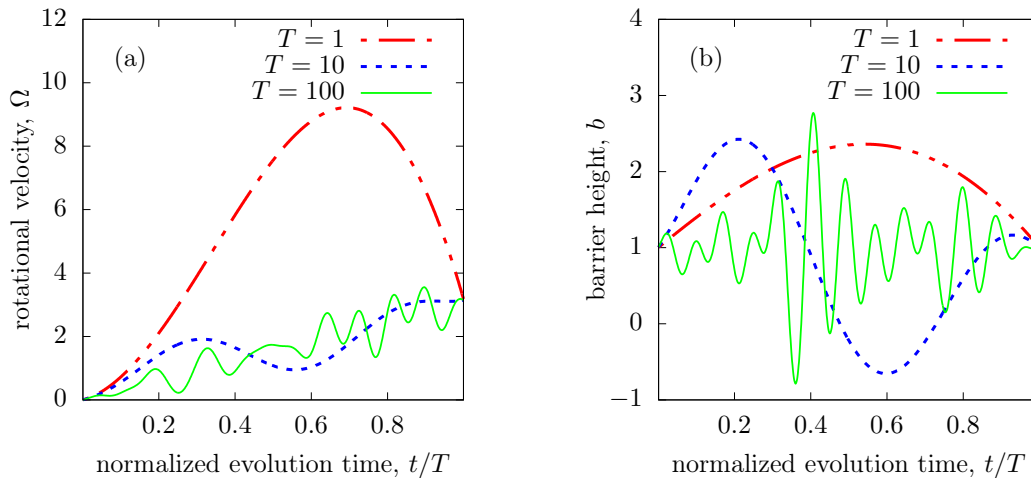 12
10
8
6
4
2
0
0.2 0.4 0.6 0.8
rotational velocity, Ω
normalized evolution time, t/T
(a)
T = 1
T = 10
T = 100
4
3
2
1
0
−1
0.2 0.4 0.6 0.8
barrier height, b
normalized evolution time, t/T
(b)
T = 1
T = 10
T = 100